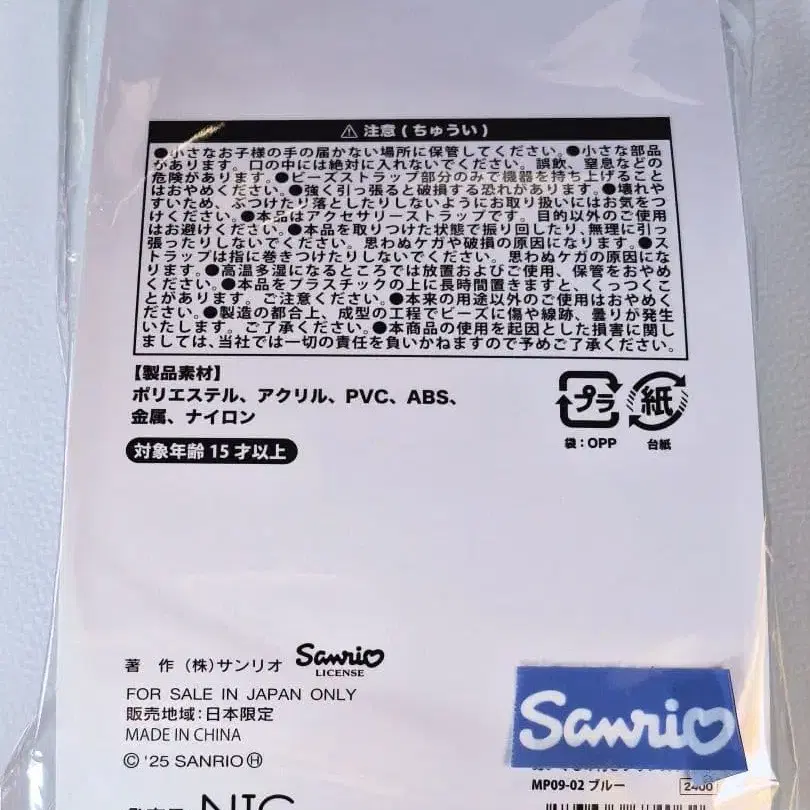 ⚠ 注意(ちゅうい)
●小さなお子様の手の届かない場所に保管してください。●小さな部品
があります。口の中には絶対に入れないでください。誤飲、窒息などの
危険があります。●ビーズストラップ部分のみで機器を持ち上げること
はおやめください。●強く引っ張ると破損する恐れがあります。●壊れや
すいため、ぶつけたり落としたりしないようにお取り扱いにはお気をつ
けください。●本品はアクセサリーストラップです。目的以外のご使用
はお避けください。●本品を取りつけた状態で振り回したり、無理に引っ
張ったりしないでください。思わぬケガや破損の原因になります。●ス
トラップは指に巻きつけたりしないでください。思わぬケガの原因にな
ります。●高温多湿になるところでは放置およびご使用、保管をおやめ
ください。●本品をプラスチックの上に長時間置きますと、くっつくこ
とがあります。ご注意ください。●本来の用途以外のご使用はおやめく
ださい。●製造の都合上、成型の工程でビーズに傷や線跡、曇りが発生
いたします。ご了承ください。●本商品の使用を起因とした損害に関し
ましては、当社では一切の責任を負いかねますので予めご了承ください。
【製品素材】
ポリエステル、アクリル、PVC、ABS、
金属、ナイロン
対象年齢15才以上
プラ 紙
袋:OPP 台紙
著 作 (株)サンリオ Sanrio
LICENSE
FOR SALE IN JAPAN ONLY
販売地域:日本限定
MADE IN CHINA
© '25 SANRIO Ⓗ
Sanrio
MP09-02 ブルー 2400